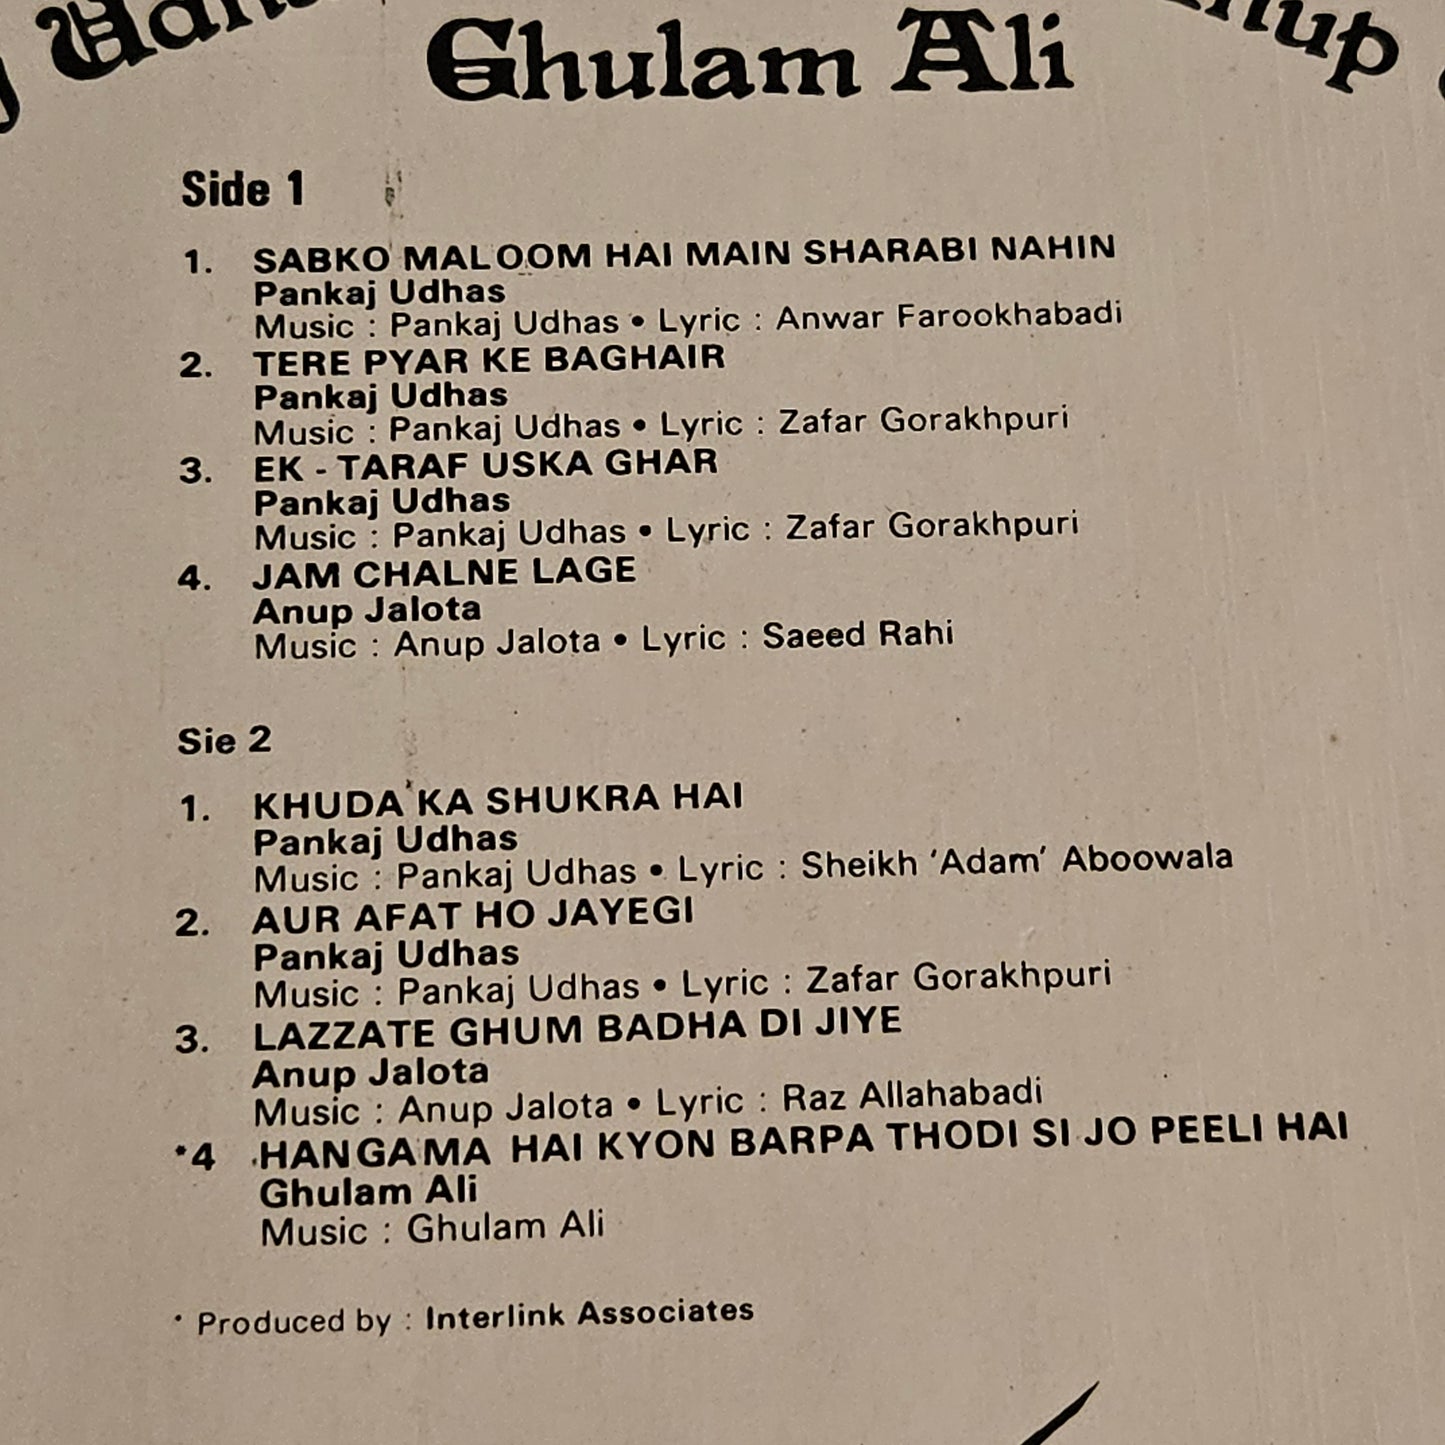 Ghulam Ali
Side 1
1. SABKO MALOOM HAI MAIN SHARABI NAHIN
Pankaj Udhas
Music : Pankaj Udhas • Lyric : Anwar Farookhabadi
2. TERE PYAR KE BAGHAIR
Pankaj Udhas
Music : Pankaj Udhas • Lyric : Zafar Gorakhpuri
3. EK - TARAF USKA GHAR
Pankaj Udhas
Music : Pankaj Udhas • Lyric : Zafar Gorakhpuri
4. JAM CHALNE LAGE
Anup Jalota
Music : Anup Jalota • Lyric : Saeed Rahi
Sie 2
1. KHUDA KA SHUKRA HAI
Pankaj Udhas
Music : Pankaj Udhas • Lyric : Sheikh ‘Adam’ Aboowala
2. AUR AFAT HO JAYEGI
Pankaj Udhas
Music : Pankaj Udhas • Lyric : Zafar Gorakhpuri
3. LAZZATE GHUM BADHA DI JIYE
Anup Jalota
Music : Anup Jalota • Lyric : Raz Allahabadi
*4 HANGAMA HAI KYON BARPA THODI SI JO PEELI HAI
Ghulam Ali
Music : Ghulam Ali
* Produced by : Interlink Associates